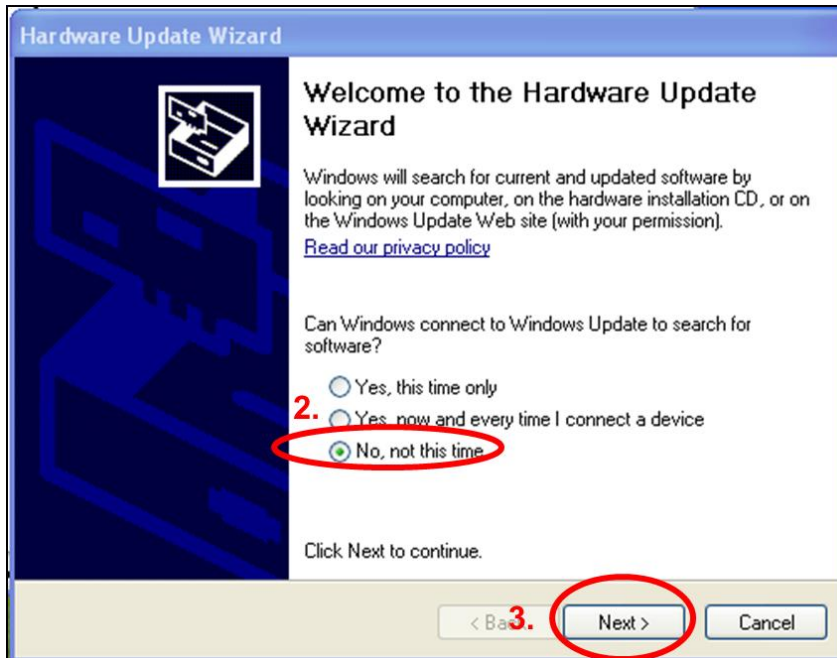 Hardware Update Wizard
Welcome to the Hardware Update
Wizard
Windows will search for current and updated software by
looking on your computer, on the hardware installation CD, or on
the Windows Update Web site (with your permission).
Read our privacy policy
Can Windows connect to Windows Update to search for
software?
Yes, this time only
2.
Yes, now and every time I connect a device
No, not this time
Click Next to continue.
< Back 3. Next > Cancel